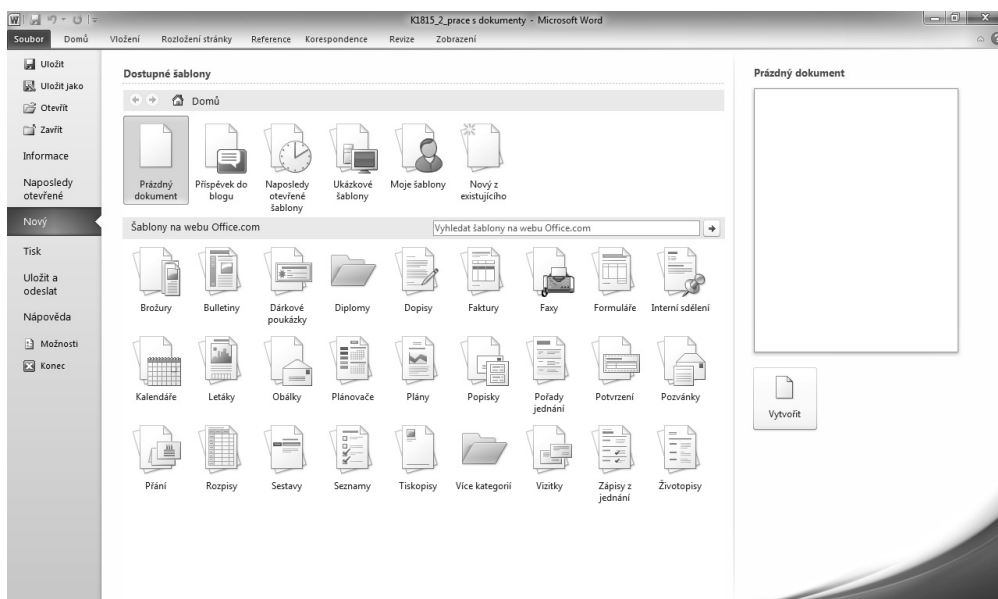 K1815_2_prace s dokumenty - Microsoft Word
Soubor Domů Vložení Rozložení stránky Reference Korespondence Revize Zobrazení
Uložit
Uložit jako
Otevřít
Zavřít
Informace
Naposledy
otevřené
Nový
Tisk
Uložit a
odeslat
Nápověda
Možnosti
Konec
Dostupné šablony
Domů
Prázdný
dokument
Příspěvek do
blogu
Naposledy
otevřené
šablony
Ukázkové
šablony
Moje šablony
Nový z
existujícího
Šablony na webu Office.com
Vyhledat šablony na webu Office.com
Brožury
Bulletiny
Dárkové
poukázky
Diplomy
Dopisy
Faktury
Faxy
Formuláře
Interní sdělení
Kalendáře
Letáky
Obálky
Plánovače
Plány
Popisky
Pořady
jednání
Potvrzení
Pozvánky
Přání
Rozpisy
Sestavy
Seznamy
Tiskopisy
Více kategorií
Vizitky
Zápisy z
jednání
Životopisy
Prázdný dokument
Vytvořit